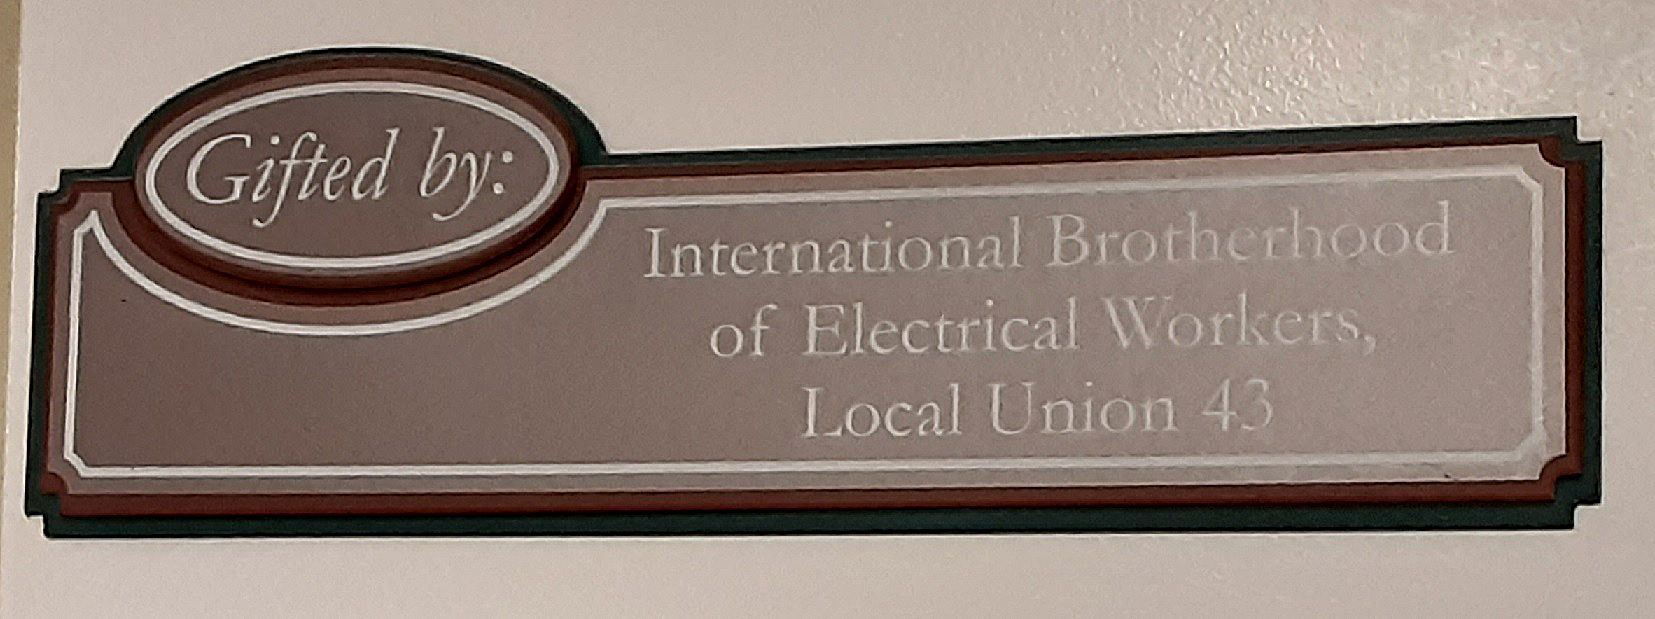 Gifted by:
International Brotherhood
of Electrical Workers,
Local Union 43